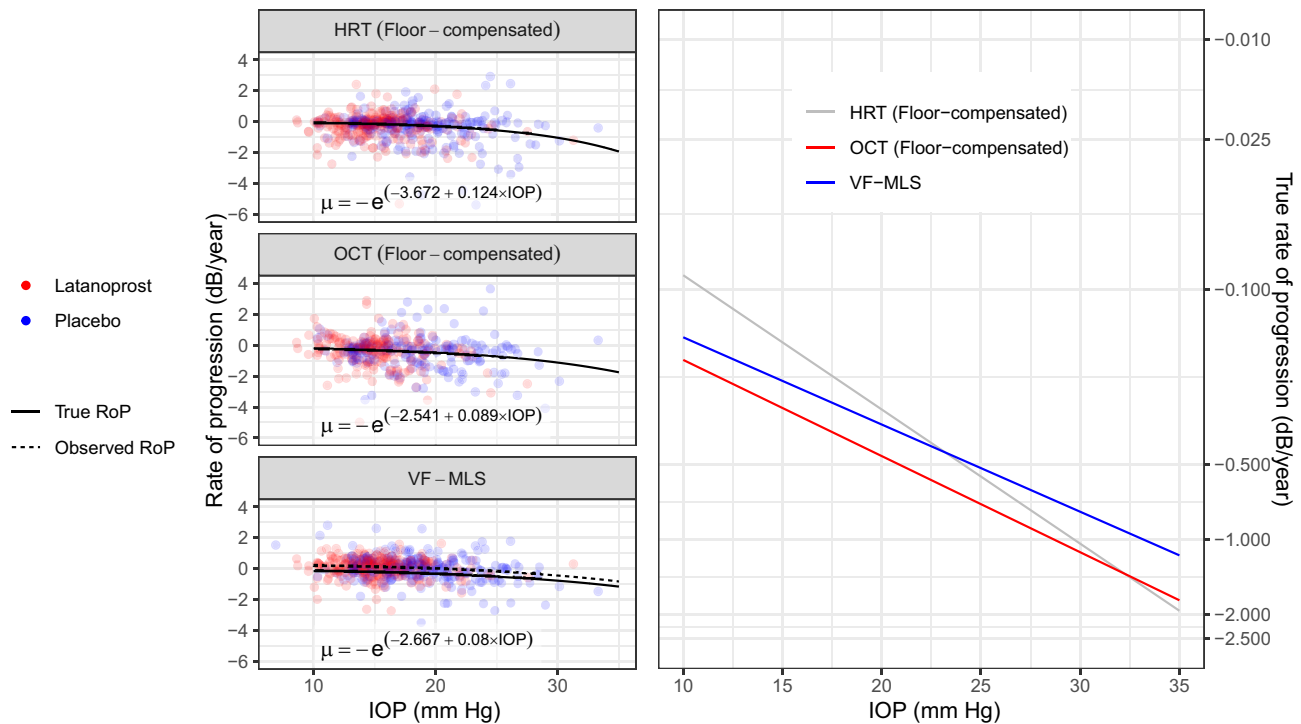 Latanoprost
Placebo
True RoP
Observed RoP
Rate of progression (dB/year)
HRT (Floor − compensated)
4
2
0
−2
−4
−6
μ = −e^(−3.672 + 0.124×IOP)
OCT (Floor − compensated)
4
2
0
−2
−4
−6
μ = −e^(−2.541 + 0.089×IOP)
VF − MLS
4
2
0
−2
−4
−6
μ = −e^(−2.667 + 0.08×IOP)
10 20 30
IOP (mm Hg)
HRT (Floor−compensated)
OCT (Floor−compensated)
VF−MLS
−0.010
−0.025
−0.100
−0.500
−1.000
−2.000
−2.500
True rate of progression (dB/year)
10 15 20 25 30 35
IOP (mm Hg)